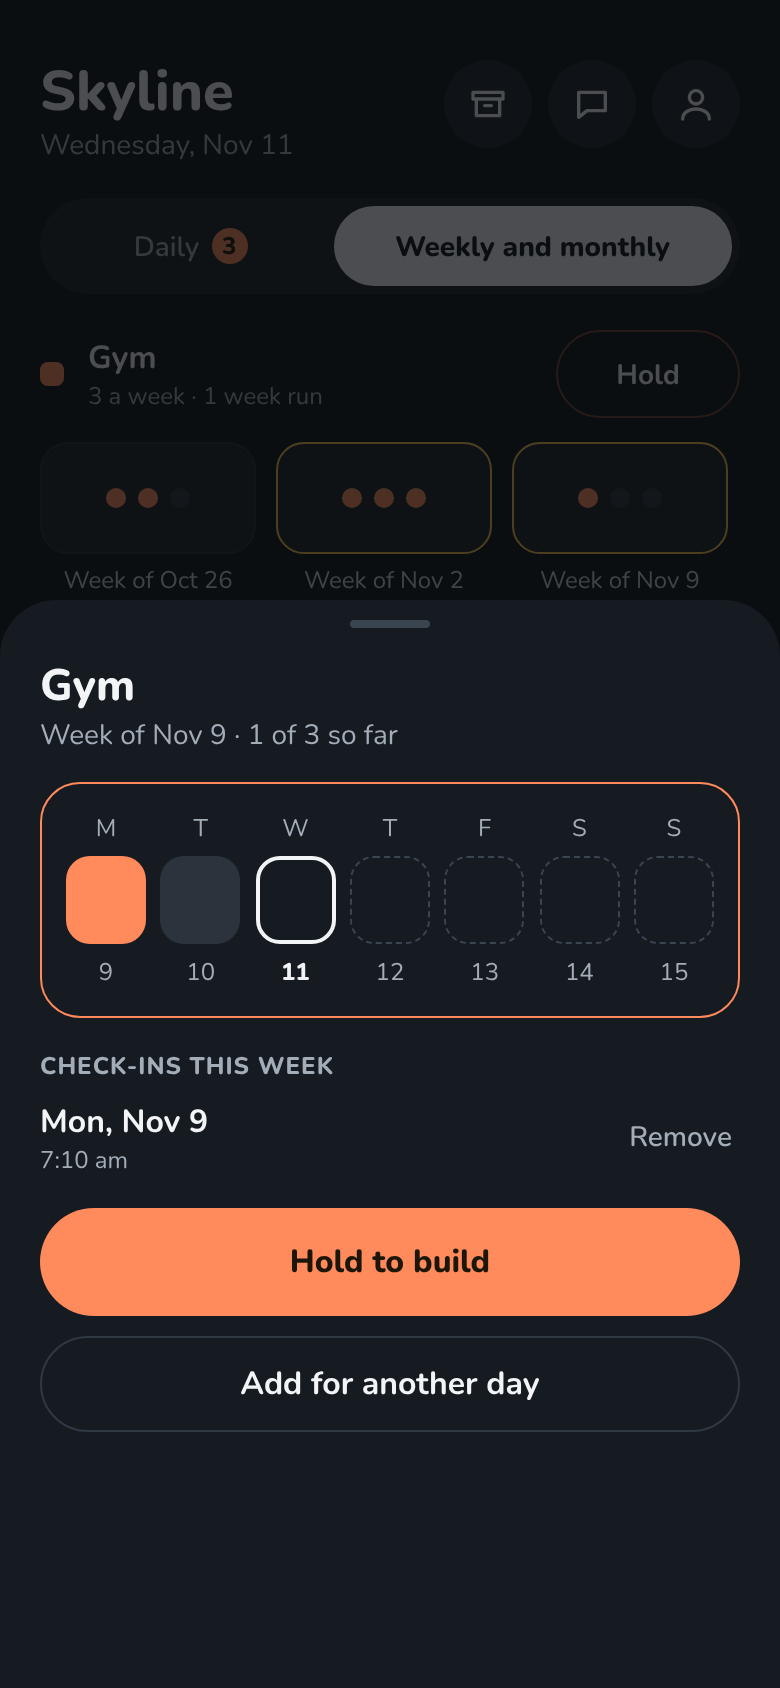 Skyline
Wednesday, Nov 11
Daily 3
Weekly and monthly
Gym
3 a week · 1 week run
Hold
Week of Oct 26
Week of Nov 2
Week of Nov 9
Gym
Week of Nov 9 · 1 of 3 so far
M T W T F S S
9 10 11 12 13 14 15
CHECK-INS THIS WEEK
Mon, Nov 9
7:10 am
Remove
Hold to build
Add for another day